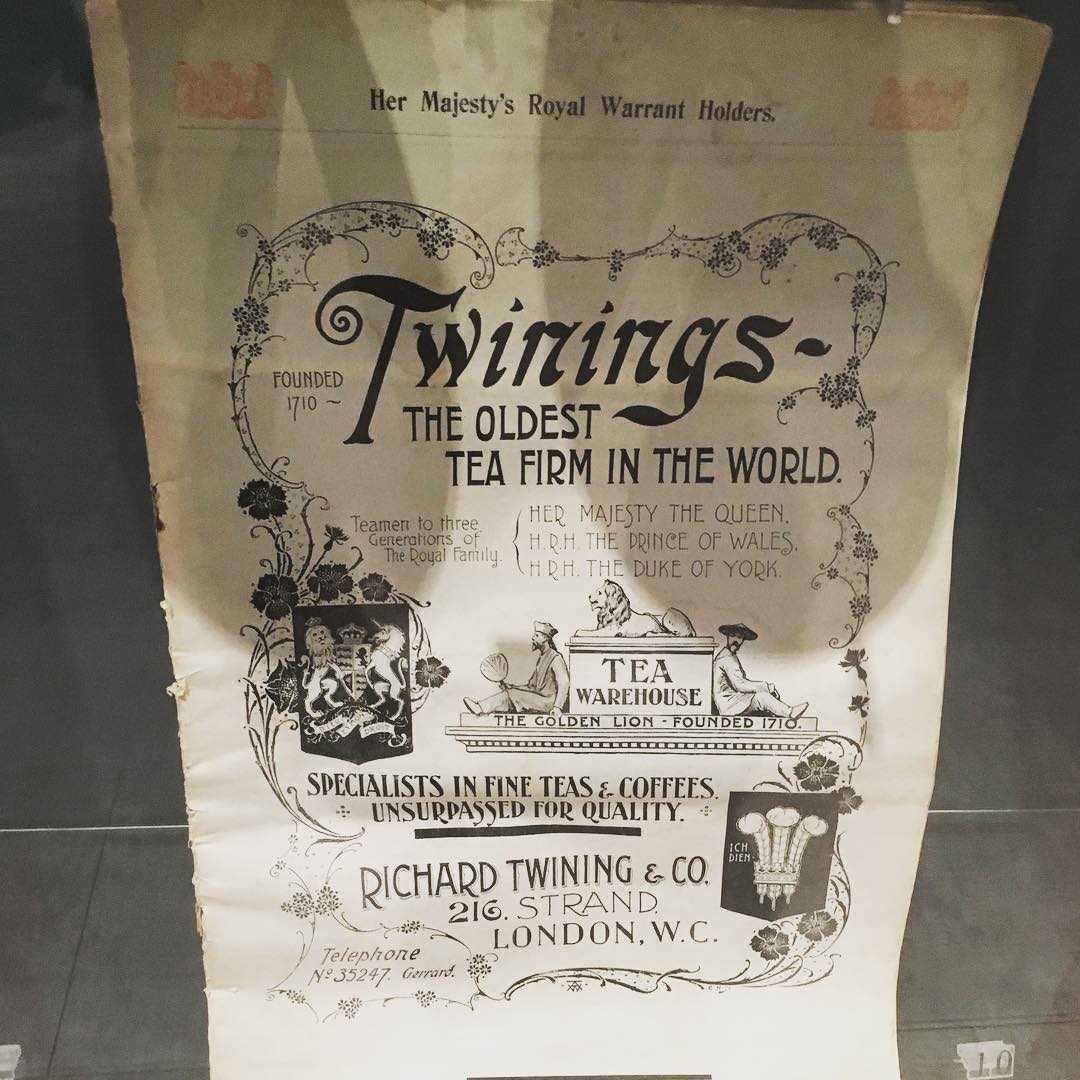 Her Majesty's Royal Warrant Holders.
Twinings-
FOUNDED
1710 ~
THE OLDEST
TEA FIRM IN THE WORLD.
Teamen to three
Generations of
The Royal Family.
HER MAJESTY THE QUEEN,
H.R.H. THE PRINCE OF WALES,
H.R.H. THE DUKE OF YORK.
TEA
WAREHOUSE
THE GOLDEN LION - FOUNDED 1710.
DROIT
SPECIALISTS IN FINE TEAS & COFFEES.
UNSURPASSED FOR QUALITY.
ICH
DIEN
RICHARD TWINING & CO,
216. STRAND,
LONDON, W.C.
Telephone
Nº 35247. Gerrard.
10